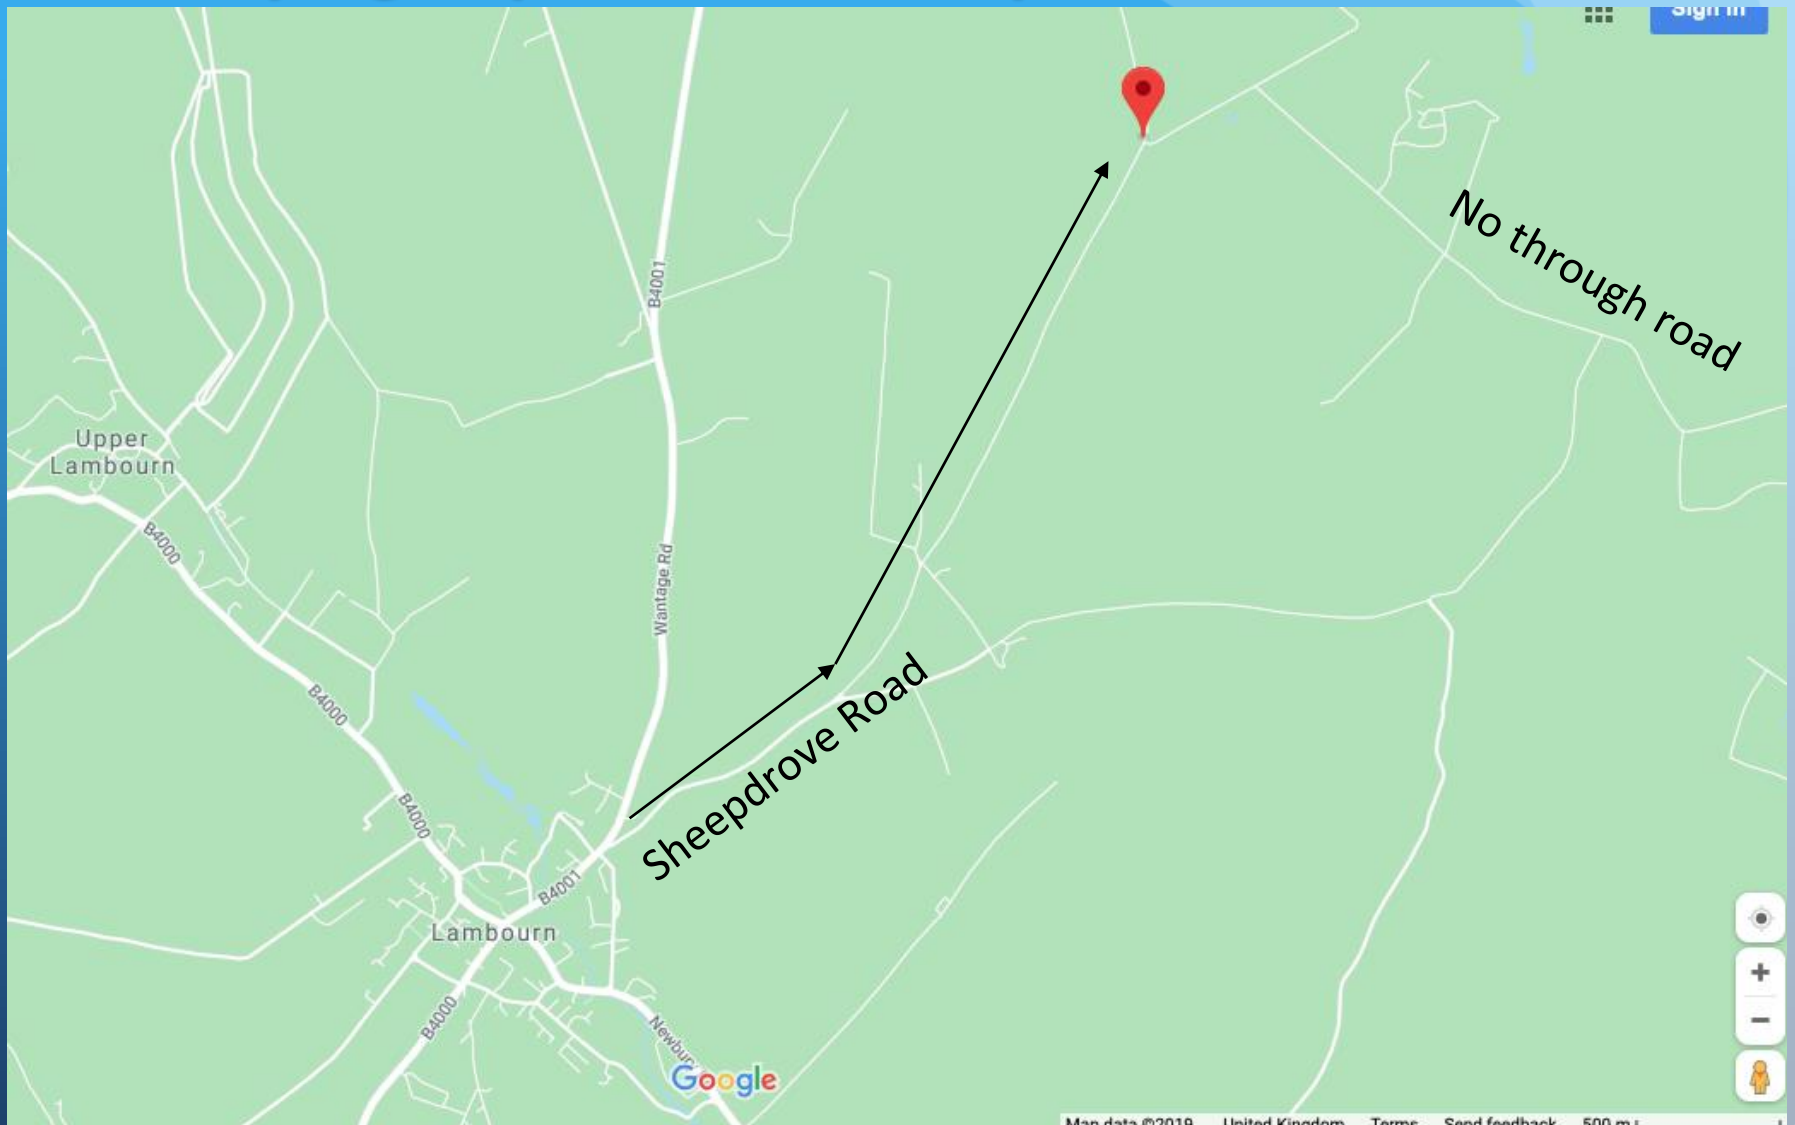 Sign in
No through road
B4001
Upper
Lambourn
B4000
Wantage Rd
B4000
Sheepdrove Road
B4000
B4001
Lambourn
B4000
Newbur
Google
Map data ©2019 United Kingdom Terms Send feedback 500 m